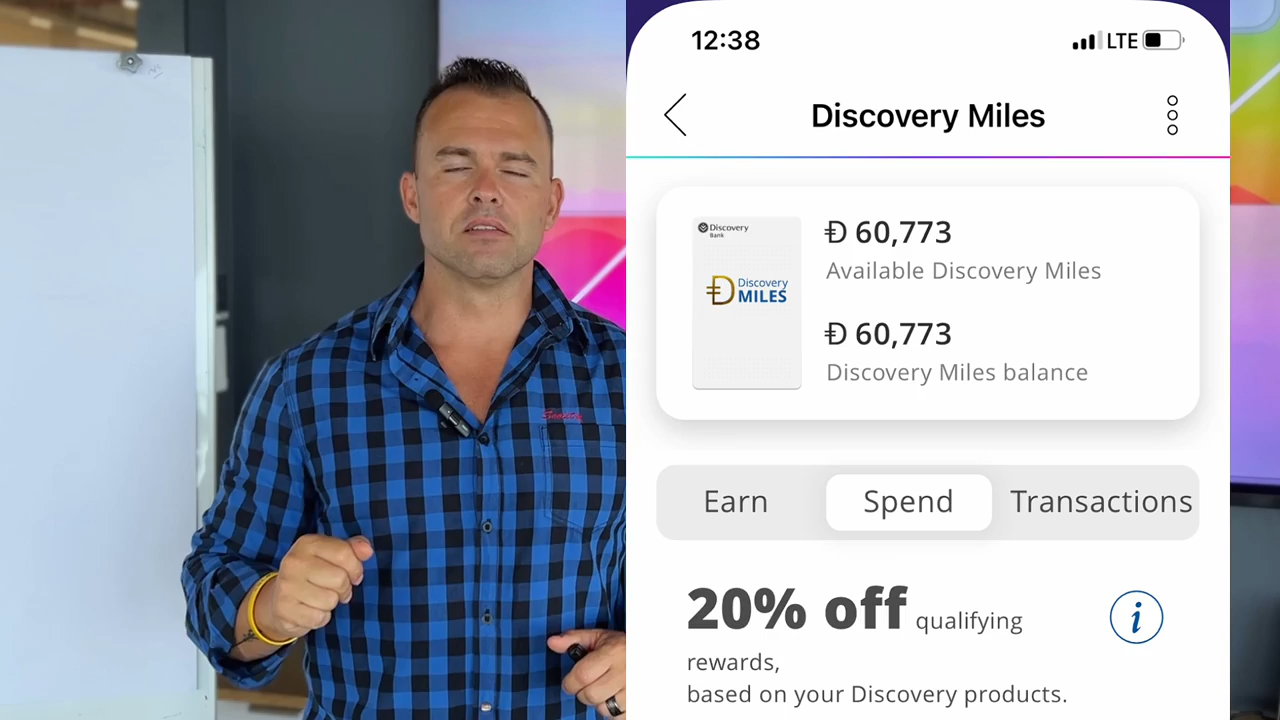 12:38
LTE
Discovery Miles
Discovery
Bank
Đ 60,773
Available Discovery Miles
Discovery
MILES
Đ 60,773
Discovery Miles balance
Earn
Spend
Transactions
20% off qualifying
rewards,
based on your Discovery products.